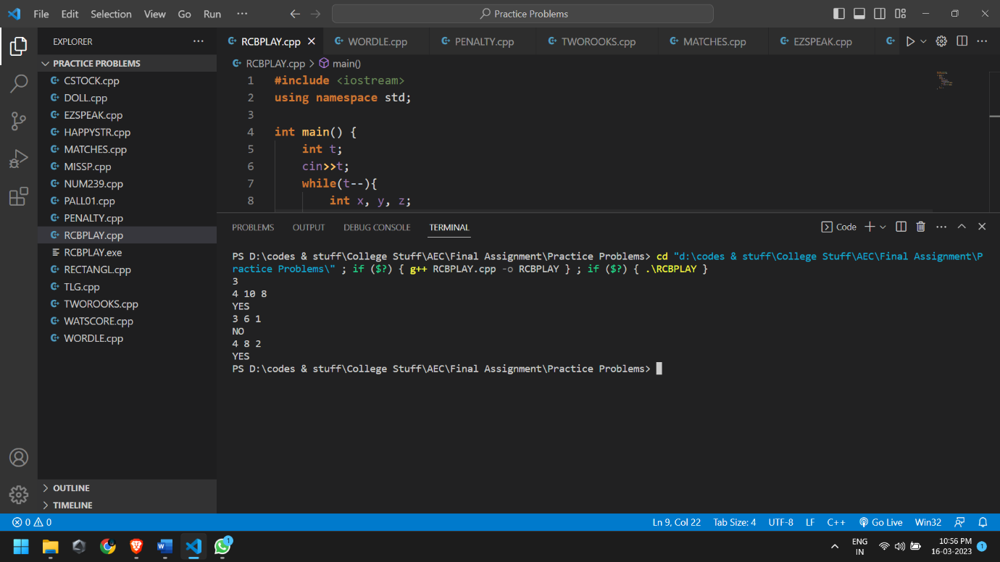 File Edit Selection View Go Run ··· Practice Problems
EXPLORER ···
PRACTICE PROBLEMS
CSTOCK.cpp
DOLL.cpp
EZSPEAK.cpp
HAPPYSTR.cpp
MATCHES.cpp
MISSP.cpp
NUM239.cpp
PALL01.cpp
PENALTY.cpp
RCBPLAY.cpp
RCBPLAY.exe
RECTANGL.cpp
TLG.cpp
TWOROOKS.cpp
WATSCORE.cpp
WORDLE.cpp
OUTLINE
TIMELINE
RCBPLAY.cpp WORDLE.cpp PENALTY.cpp TWOROOKS.cpp MATCHES.cpp EZSPEAK.cpp
RCBPLAY.cpp > main()
1 #include <iostream>
2 using namespace std;
3
4 int main() {
5 int t;
6 cin>>t;
7 while(t--){
8 int x, y, z;
PROBLEMS OUTPUT DEBUG CONSOLE TERMINAL Code
PS D:\codes & stuff\College Stuff\AEC\Final Assignment\Practice Problems> cd "d:\codes & stuff\College Stuff\AEC\Final Assignment\P
ractice Problems\" ; if ($?) { g++ RCBPLAY.cpp -o RCBPLAY } ; if ($?) { .\RCBPLAY }
3
4 10 8
YES
3 6 1
NO
4 8 2
YES
PS D:\codes & stuff\College Stuff\AEC\Final Assignment\Practice Problems>
0 0 Ln 9, Col 22 Tab Size: 4 UTF-8 LF C++ Go Live Win32
1 ENG
IN
10:56 PM
16-03-2023
1